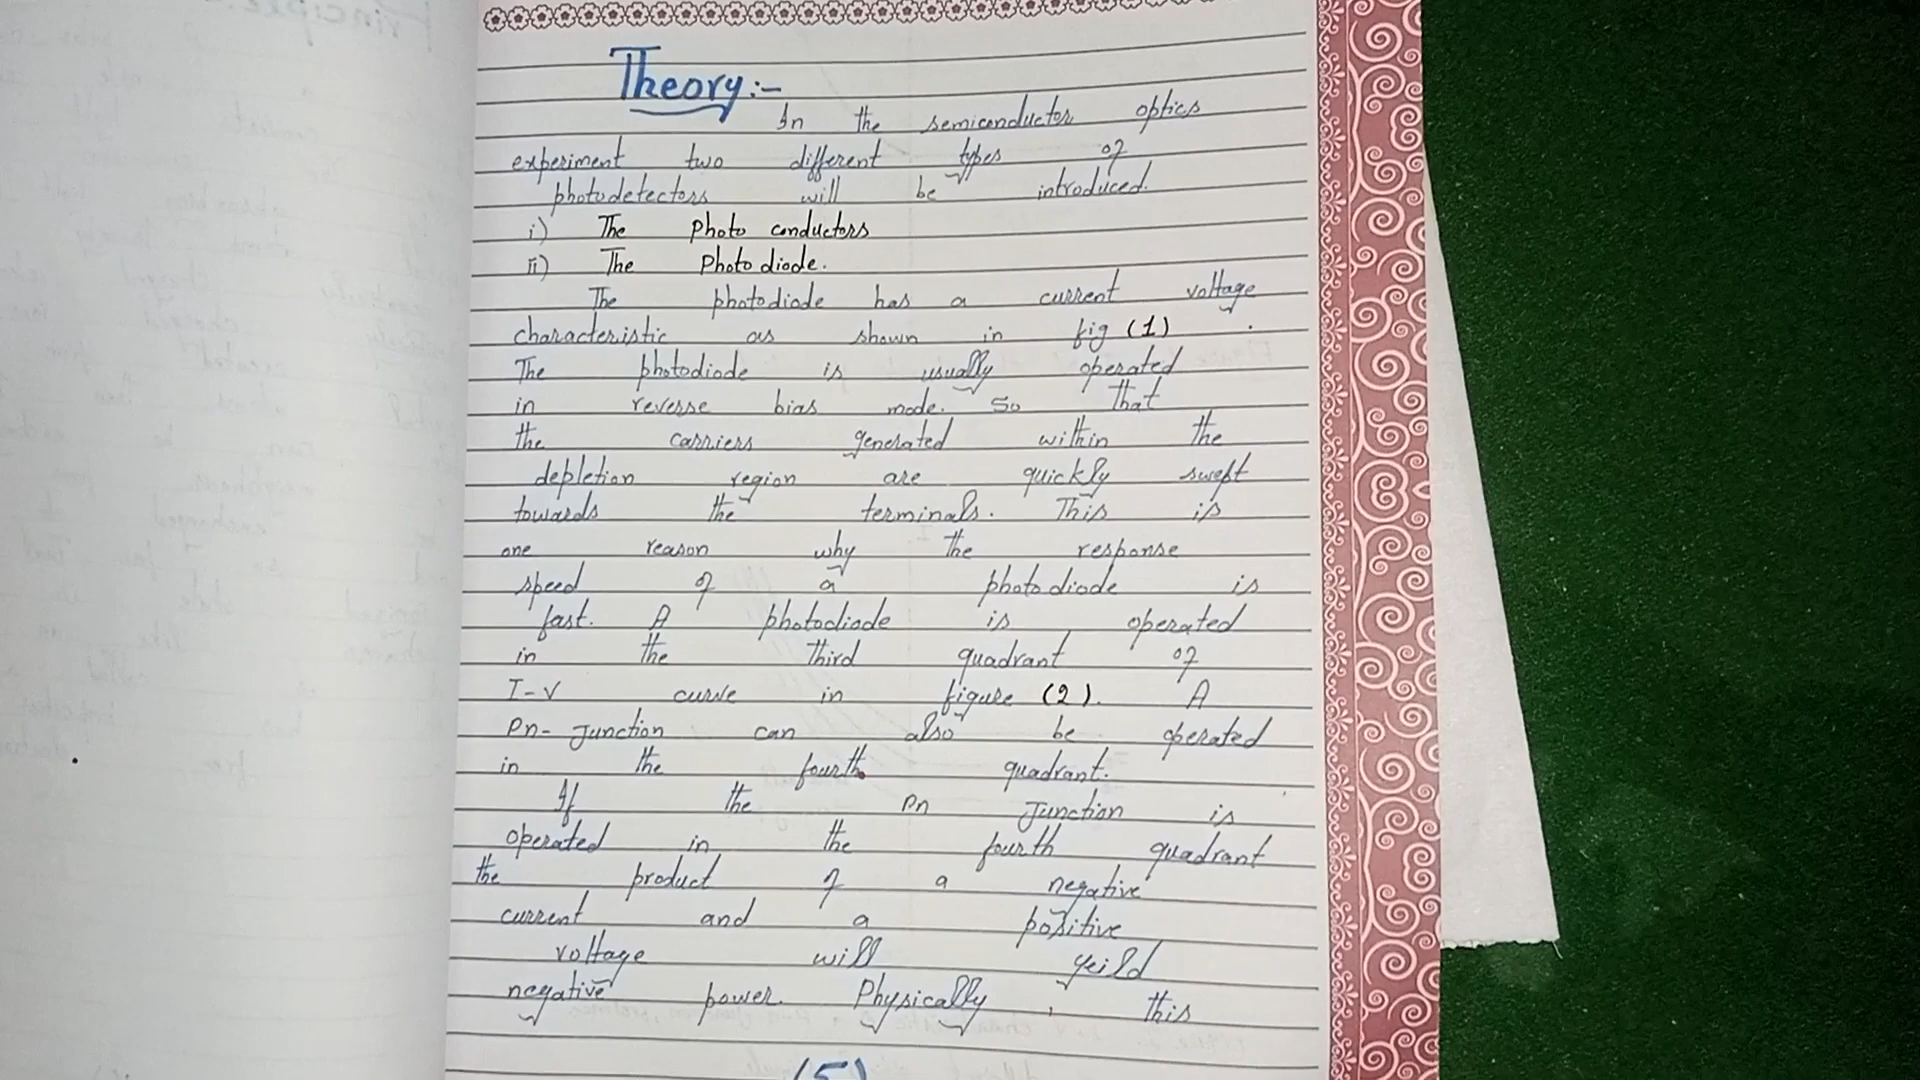 Theory:-
In the semiconductor optics
experiment two different types of
photodetectors will be introduced.
i) The Photo conductors
ii) The Photo diode.
The photodiode has a current voltage
characteristic as shown in fig (1)
The photodiode is usually operated
in reverse bias mode. So that
the carriers generated within the
depletion region are quickly swept
towards the terminals. This is
one reason why the response
speed of a photo diode is
fast. A photodiode is operated
in the third quadrant of
I-V curve in figure (2). A
Pn- Junction can also be operated
in the fourth quadrant.
If the Pn Junction is
operated in the fourth quadrant
the product of a negative
current and a positive
voltage will yeild
negative power. Physically, this
(5)